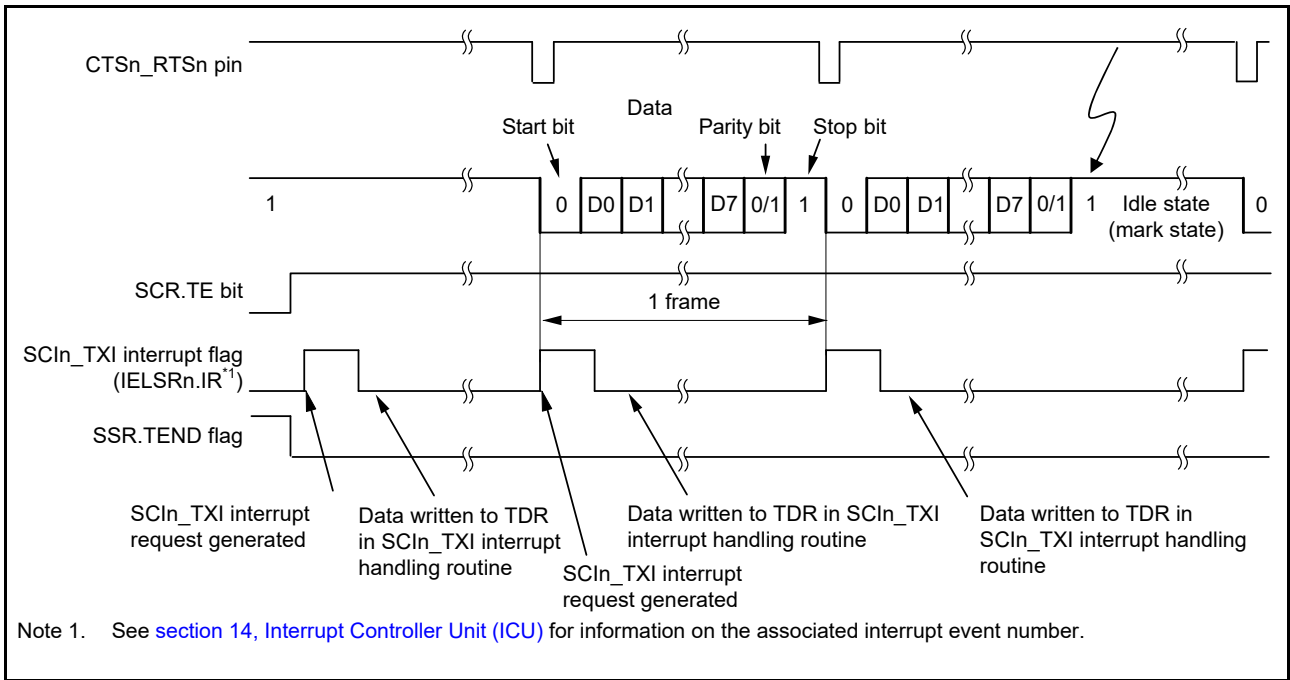 CTSn_RTSn pin
Data
Start bit
Parity bit
Stop bit
1
0 D0 D1 D7 0/1 1 0 D0 D1 D7 0/1 1 Idle state 0
(mark state)
SCR.TE bit
1 frame
SCIn_TXI interrupt flag
(IELSRn.IR*1)
SSR.TEND flag
SCIn_TXI interrupt
request generated
Data written to TDR
in SCIn_TXI interrupt
handling routine
SCIn_TXI interrupt
request generated
Data written to TDR in SCIn_TXI
interrupt handling routine
Data written to TDR in
SCIn_TXI interrupt handling
routine
Note 1. See section 14, Interrupt Controller Unit (ICU) for information on the associated interrupt event number.